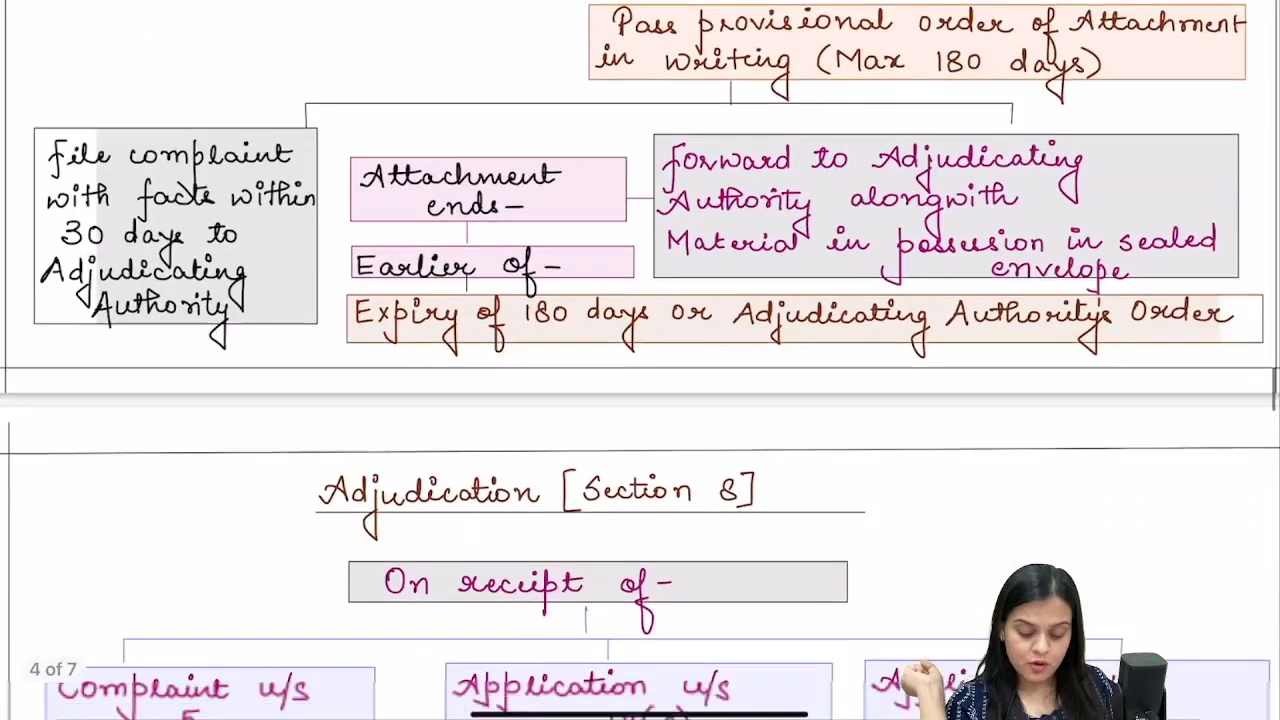 Pass provisional order of Attachment
in writing (Max 180 days)
File complaint
with facts within
30 days to
Adjudicating
Authority
Attachment
ends-
Earlier of-
Forward to Adjudicating
Authority alongwith
Material in possesion in sealed
envelope
Expiry of 180 days or Adjudicating Authority's Order
Adjudication [Section 8]
On receipt of-
4 of 7
Complaint u/s
5
Application u/s